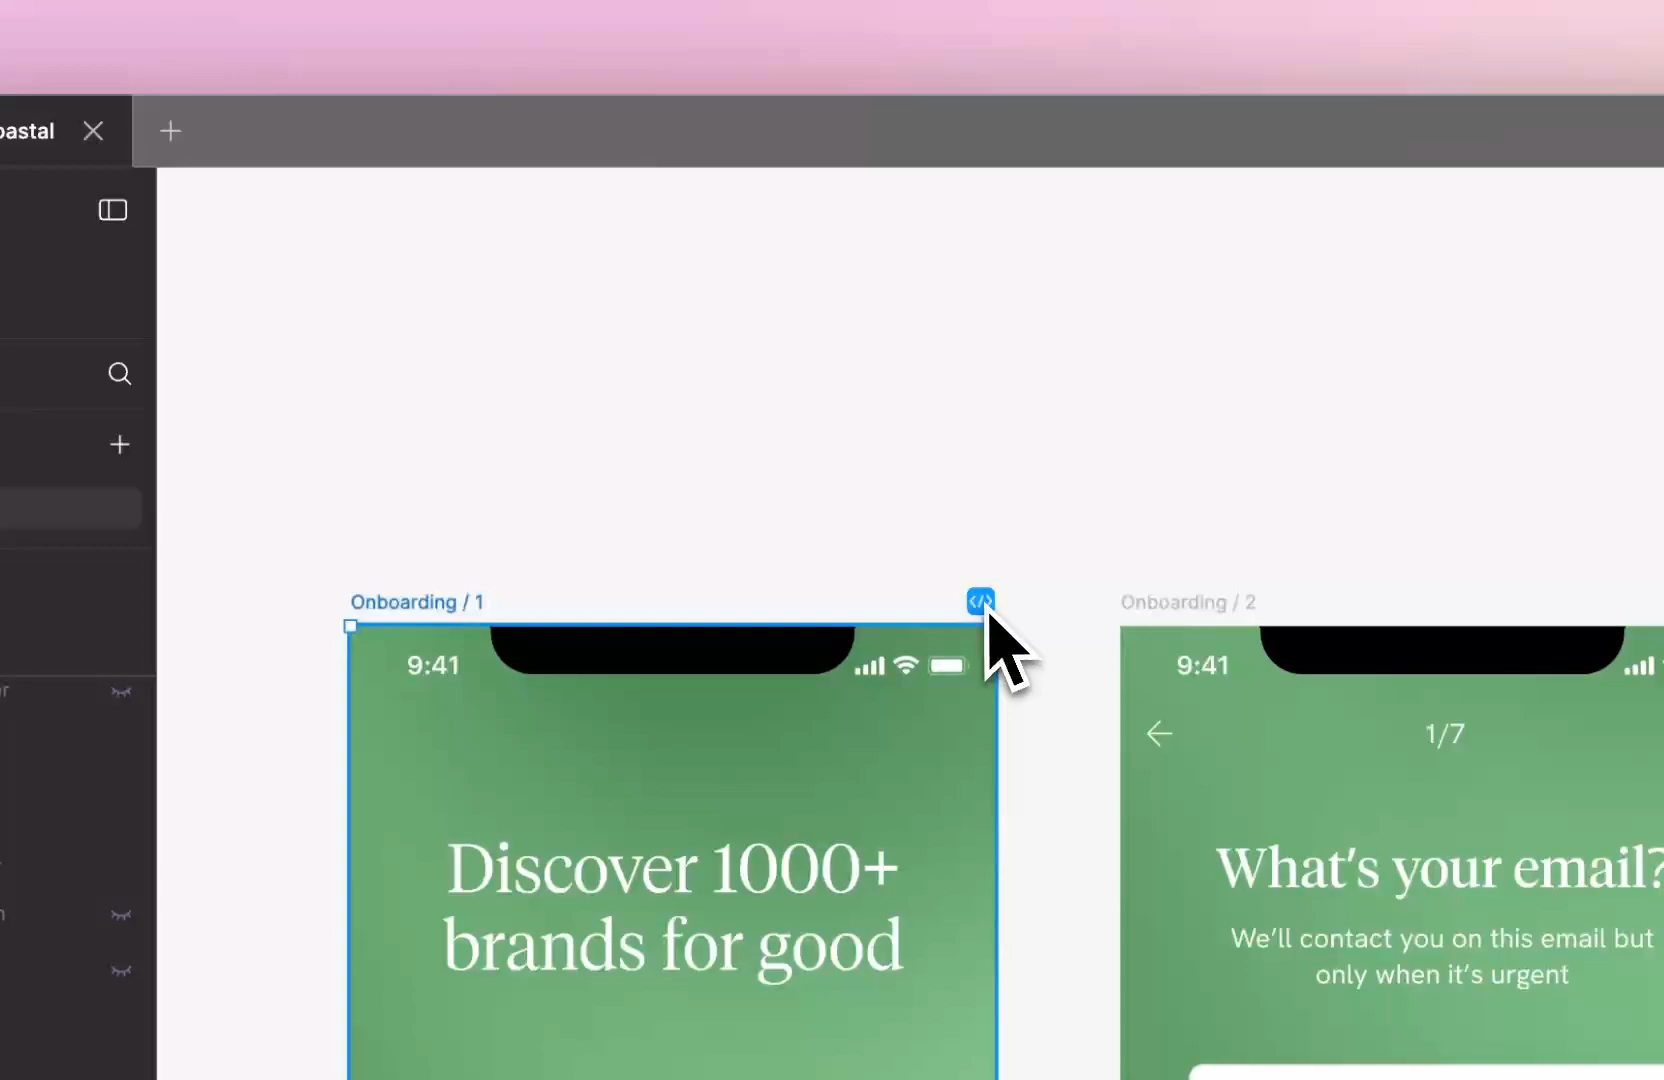 Onboarding / 1
9:41
Discover 1000+
brands for good
Onboarding / 2
9:41
1/7
What's your email?
We'll contact you on this email but
only when it's urgent